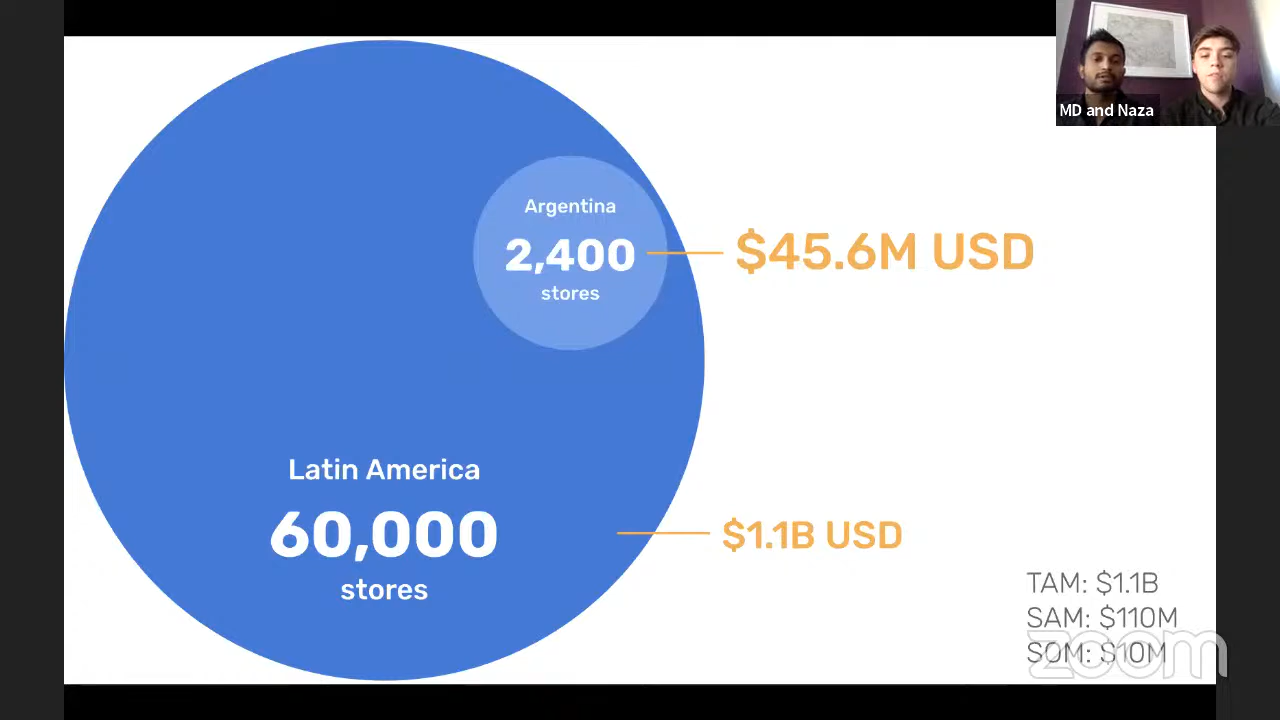 MD and Naza
Argentina
2,400
stores
$45.6M USD
Latin America
60,000
stores
$1.1B USD
TAM: $1.1B
SAM: $110M
SOM: $10M
zoom